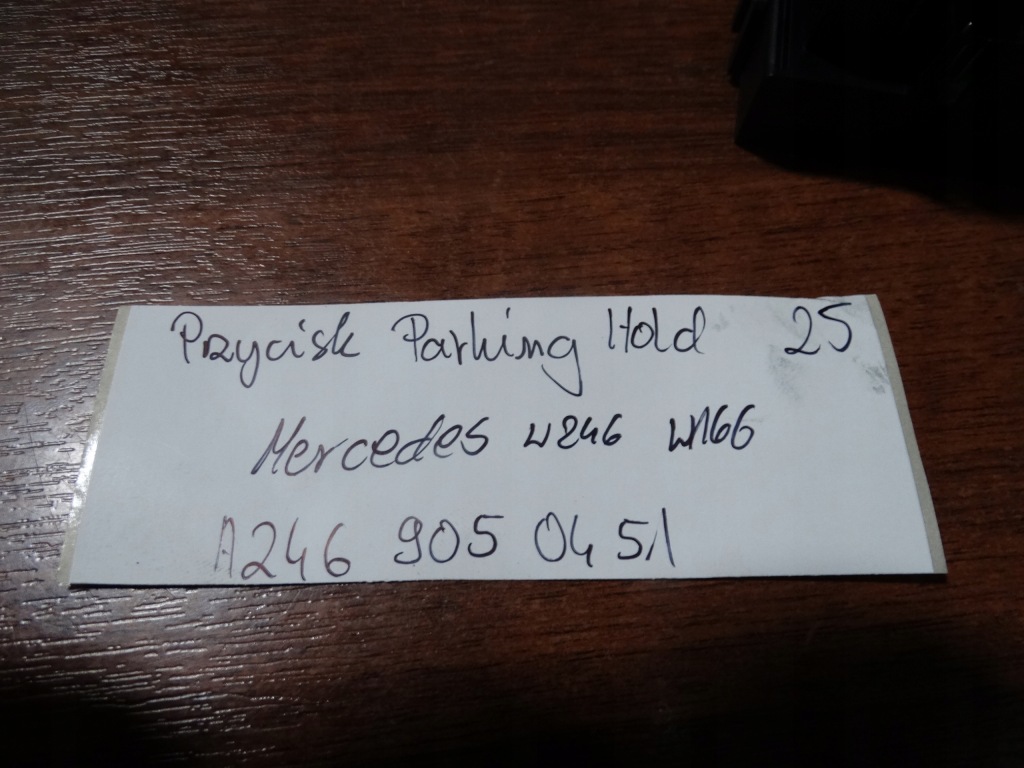 Przycisk Parking Hold 25
Mercedes W246 W166
A246 905 04 51